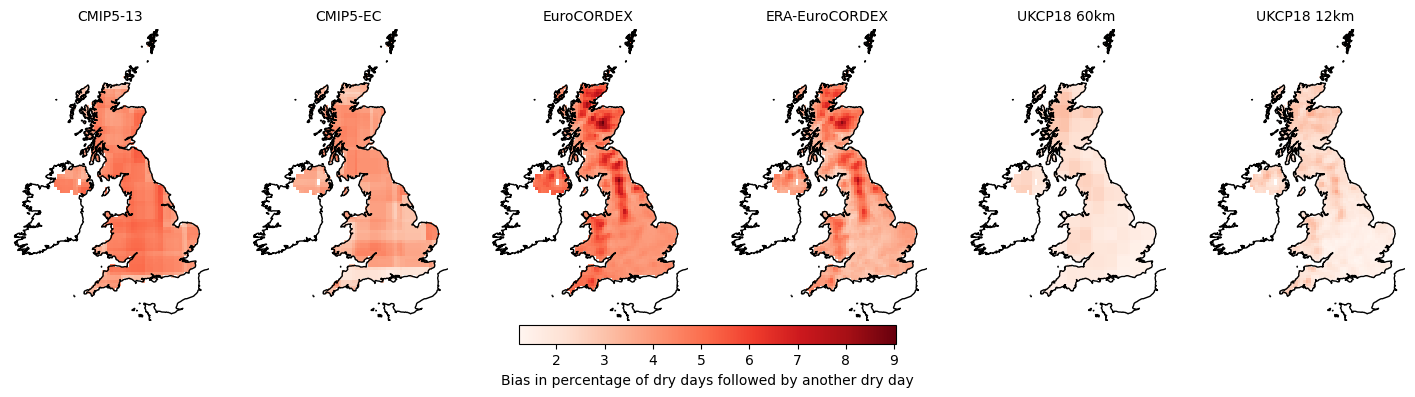 CMIP5-13
CMIP5-EC
EuroCORDEX
ERA-EuroCORDEX
UKCP18 60km
UKCP18 12km
2 3 4 5 6 7 8 9
Bias in percentage of dry days followed by another dry day